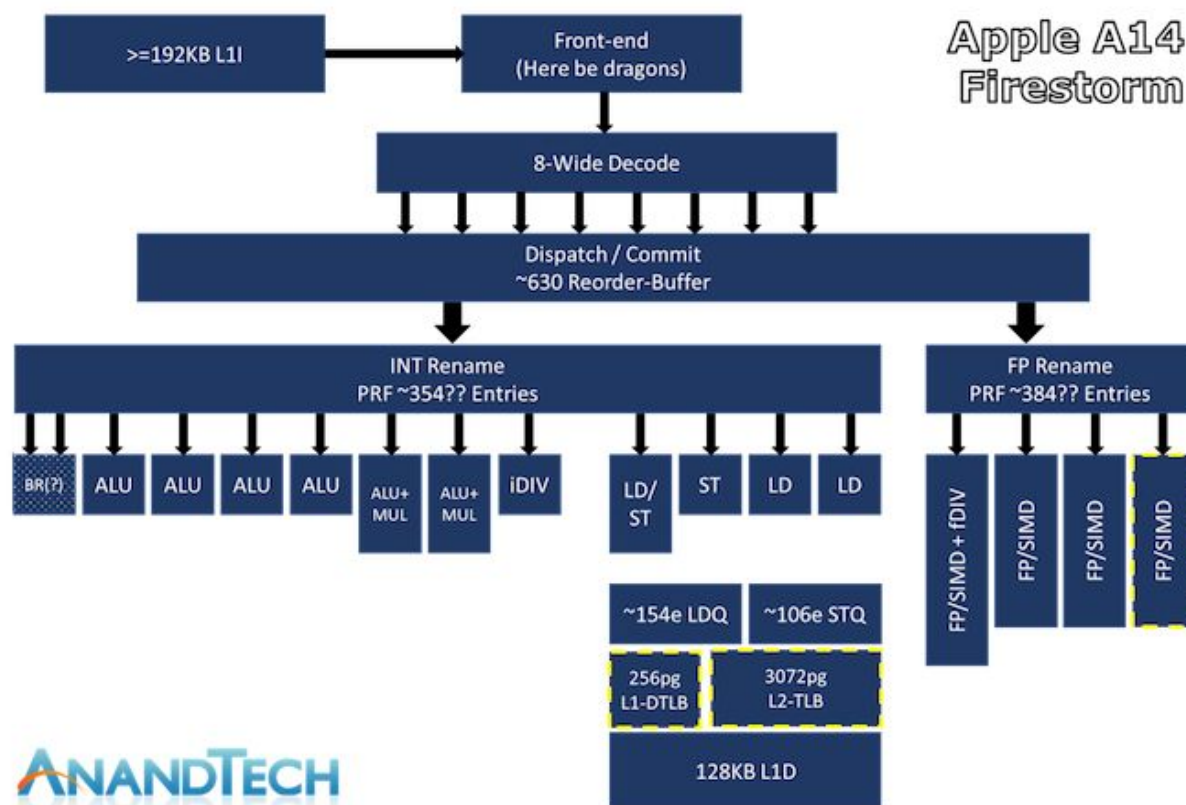 Apple A14
Firestorm
>=192KB L1I
Front-end
(Here be dragons)
8-Wide Decode
Dispatch / Commit
~630 Reorder-Buffer
INT Rename
PRF ~354?? Entries
FP Rename
PRF ~384?? Entries
BR(?)
ALU
ALU
ALU
ALU
ALU+
MUL
ALU+
MUL
iDIV
LD/
ST
ST
LD
LD
FP/SIMD + fDIV
FP/SIMD
FP/SIMD
FP/SIMD
~154e LDQ
~106e STQ
256pg
L1-DTLB
3072pg
L2-TLB
128KB L1D
ANANDTECH